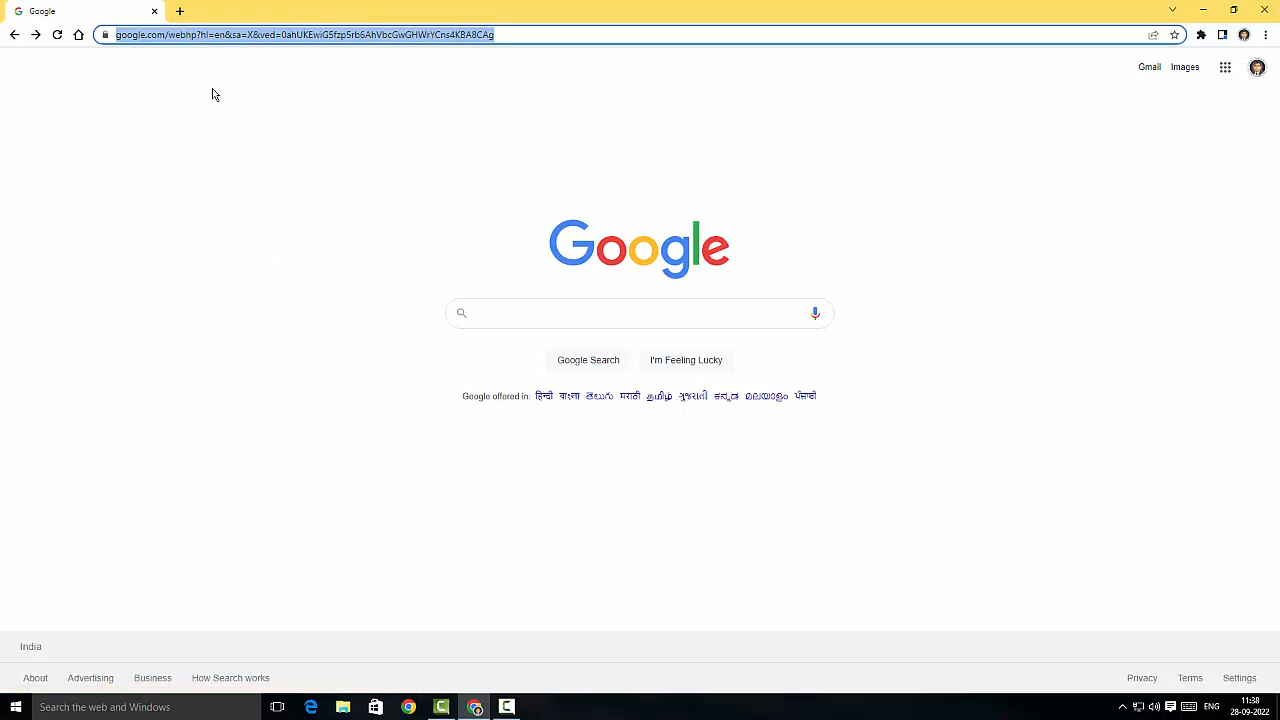 Google
google.com/webhp?hl=en&sa=X&ved=0ahUKEwiG5fzp5rb6AhVbcGwGHWrYCns4KBA8CAg
Gmail Images
Google
Google Search I'm Feeling Lucky
Google offered in: हिन्दी বাংলা తెలుగు मराठी தமிழ் ગુજરાતી ಕನ್ನಡ മലയാളം ਪੰਜਾਬੀ
India
About Advertising Business How Search works Privacy Terms Settings
Search the web and Windows
ENG
11:38
28-09-2022